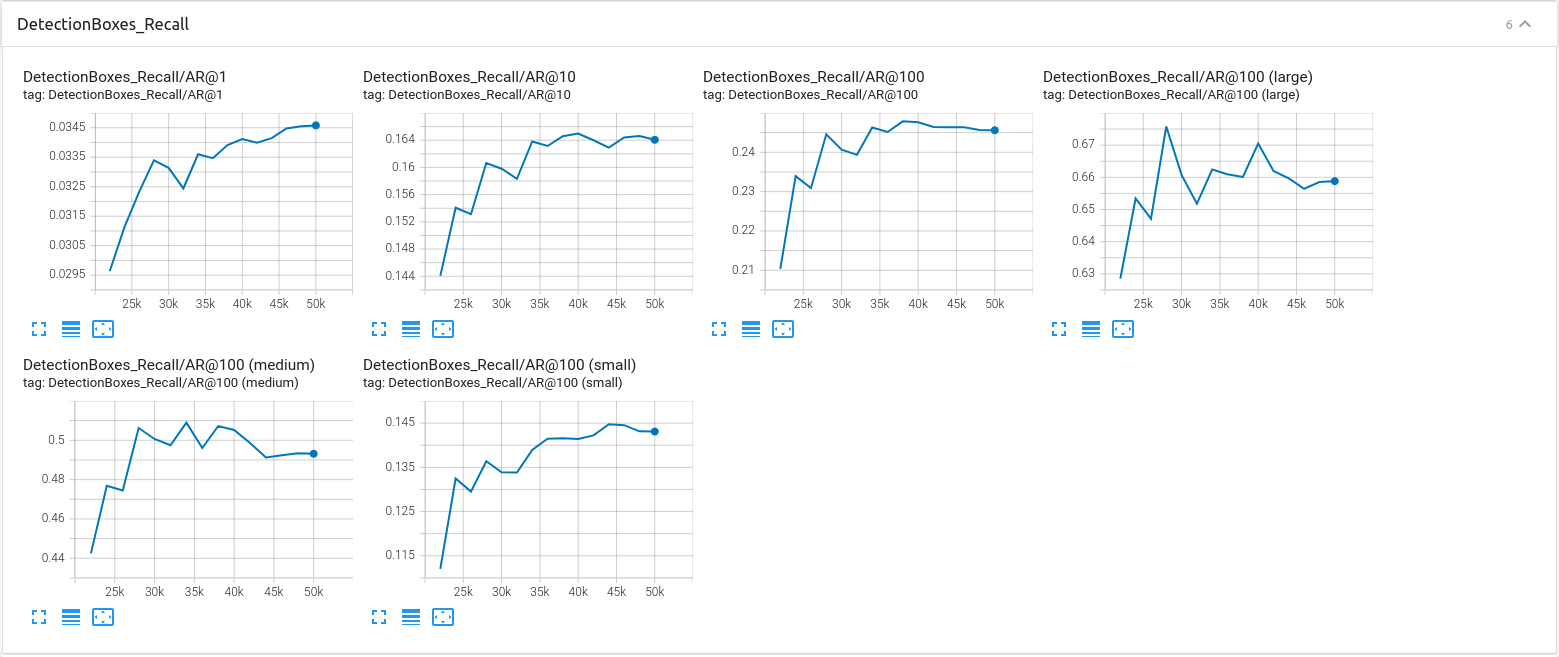 DetectionBoxes_Recall
6
DetectionBoxes_Recall/AR@1
tag: DetectionBoxes_Recall/AR@1
0.0345
0.0335
0.0325
0.0315
0.0305
0.0295
25k 30k 35k 40k 45k 50k
DetectionBoxes_Recall/AR@10
tag: DetectionBoxes_Recall/AR@10
0.164
0.16
0.156
0.152
0.148
0.144
25k 30k 35k 40k 45k 50k
DetectionBoxes_Recall/AR@100
tag: DetectionBoxes_Recall/AR@100
0.24
0.23
0.22
0.21
25k 30k 35k 40k 45k 50k
DetectionBoxes_Recall/AR@100 (large)
tag: DetectionBoxes_Recall/AR@100 (large)
0.67
0.66
0.65
0.64
0.63
25k 30k 35k 40k 45k 50k
DetectionBoxes_Recall/AR@100 (medium)
tag: DetectionBoxes_Recall/AR@100 (medium)
0.5
0.48
0.46
0.44
25k 30k 35k 40k 45k 50k
DetectionBoxes_Recall/AR@100 (small)
tag: DetectionBoxes_Recall/AR@100 (small)
0.145
0.135
0.125
0.115
25k 30k 35k 40k 45k 50k